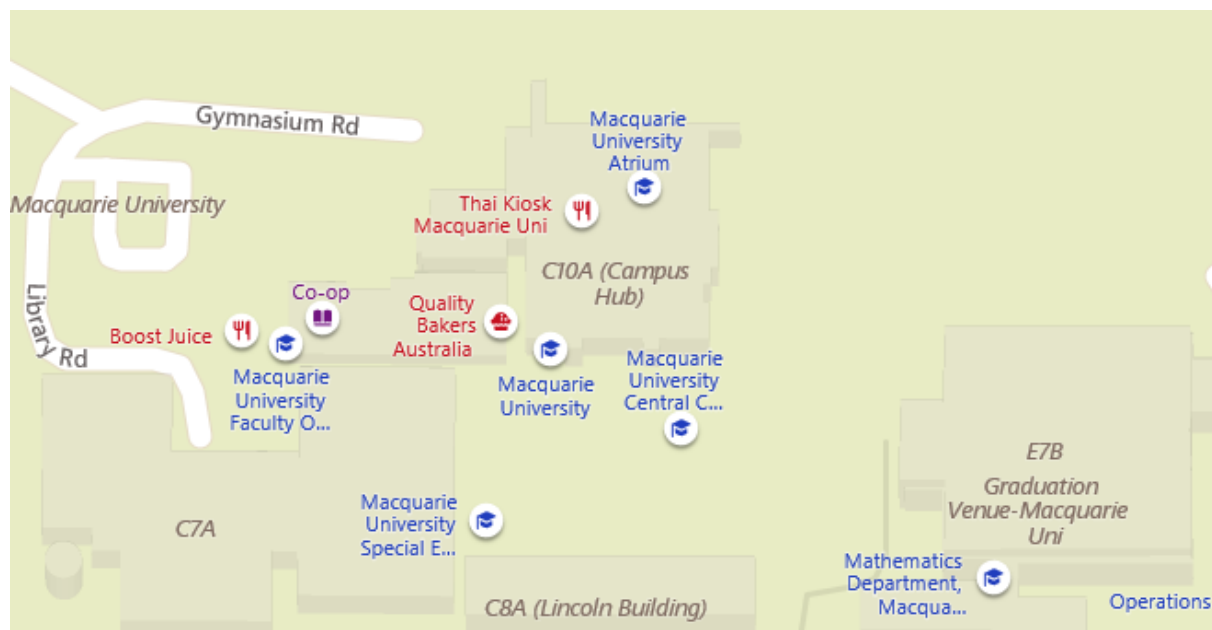 Gymnasium Rd
Macquarie
University
Atrium
Macquarie University
Thai Kiosk
Macquarie Uni
C10A (Campus
Hub)
Library Rd
Co-op
Quality
Bakers
Australia
Boost Juice
Macquarie
University
Faculty O...
Macquarie
University
Macquarie
University
Central C...
E7B
Graduation
Venue-Macquarie
Uni
Macquarie
University
Special E...
C7A
Mathematics
Department,
Macqua...
Operations
C8A (Lincoln Building)